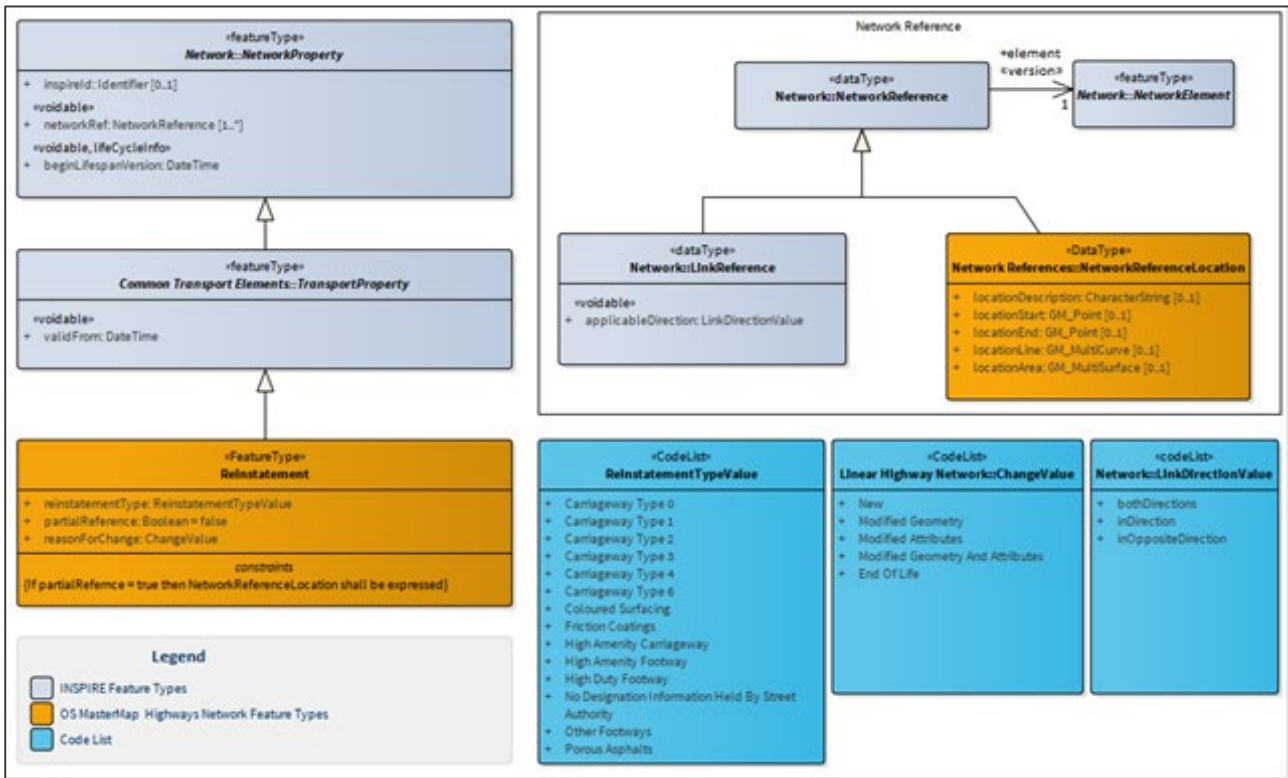 «featureType»
Network::NetworkProperty
+ inspireId: Identifier [0..1]
«voidable»
+ networkRef: NetworkReference [1..*]
«voidable, lifeCycleInfo»
+ beginLifespanVersion: DateTime
«featureType»
Common Transport Elements::TransportProperty
«voidable»
+ validFrom: DateTime
«FeatureType»
Reinstatement
+ reinstatementType: ReinstatementTypeValue
+ partialReference: Boolean = false
+ reasonForChange: ChangeValue
constraints
{If partialRefernce = true then NetworkReferenceLocation shall be expressed}
Legend
INSPIRE Feature Types
OS MasterMap Highways Network Feature Types
Code List
Network Reference
«dataType»
Network::NetworkReference
+element
«version»
1
«featureType»
Network::NetworkElement
«dataType»
Network::LinkReference
«voidable»
+ applicableDirection: LinkDirectionValue
«DataType»
Network References::NetworkReferenceLocation
+ locationDescription: CharacterString [0..1]
+ locationStart: GM_Point [0..1]
+ locationEnd: GM_Point [0..1]
+ locationLine: GM_MultiCurve [0..1]
+ locationArea: GM_MultiSurface [0..1]
«CodeList»
ReinstatementTypeValue
+ Carriageway Type 0
+ Carriageway Type 1
+ Carriageway Type 2
+ Carriageway Type 3
+ Carriageway Type 4
+ Carriageway Type 6
+ Coloured Surfacing
+ Friction Coatings
+ High Amenity Carriageway
+ High Amenity Footway
+ High Duty Footway
+ No Designation Information Held By Street
Authority
+ Other Footways
+ Porous Asphalts
«CodeList»
Linear Highway Network::ChangeValue
+ New
+ Modified Geometry
+ Modified Attributes
+ Modified Geometry And Attributes
+ End Of Life
«codeList»
Network::LinkDirectionValue
+ bothDirections
+ inDirection
+ inOppositeDirection